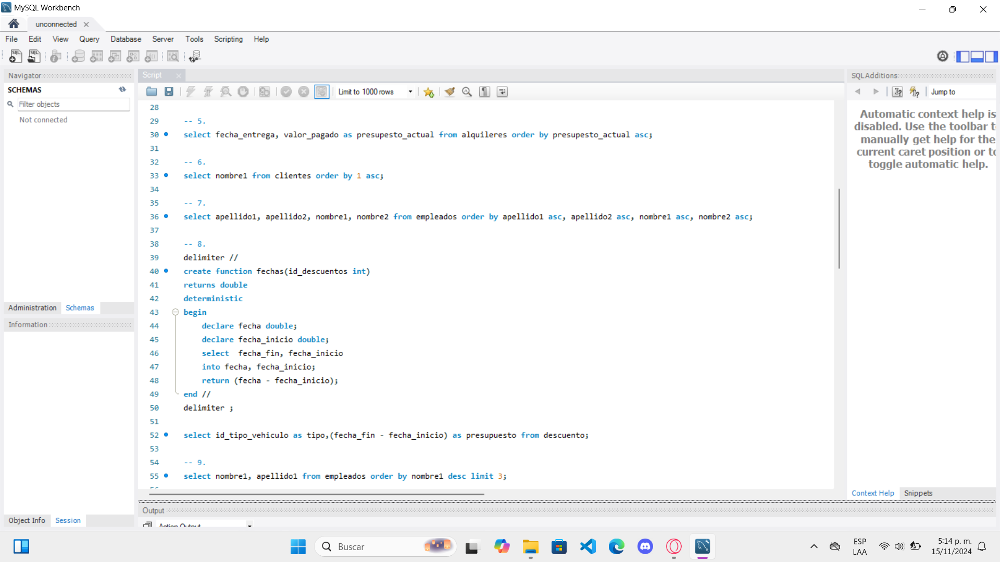 MySQL Workbench
unconnected
File Edit View Query Database Server Tools Scripting Help
Navigator
SCHEMAS
Filter objects
Not connected
Administration Schemas
Information
Object Info Session
Script
Limit to 1000 rows
28
29 -- 5.
30 select fecha_entrega, valor_pagado as presupesto_actual from alquileres order by presupesto_actual asc;
31
32 -- 6.
33 select nombre1 from clientes order by 1 asc;
34
35 -- 7.
36 select apellido1, apellido2, nombre1, nombre2 from empleados order by apellido1 asc, apellido2 asc, nombre1 asc, nombre2 asc;
37
38 -- 8.
39 delimiter //
40 create function fechas(id_descuentos int)
41 returns double
42 deterministic
43 begin
44 declare fecha double;
45 declare fecha_inicio double;
46 select  fecha_fin, fecha_inicio
47 into fecha, fecha_inicio;
48 return (fecha - fecha_inicio);
49 end //
50 delimiter ;
51
52 select id_tipo_vehiculo as tipo,(fecha_fin - fecha_inicio) as presupuesto from descuento;
53
54 -- 9.
55 select nombre1, apellido1 from empleados order by nombre1 desc limit 3;
Output
Action Output
SQLAdditions
Jump to
Automatic context help is
disabled. Use the toolbar t
manually get help for the
current caret position or to
toggle automatic help.
Context Help Snippets
Buscar
ESP
LAA
5:14 p. m.
15/11/2024